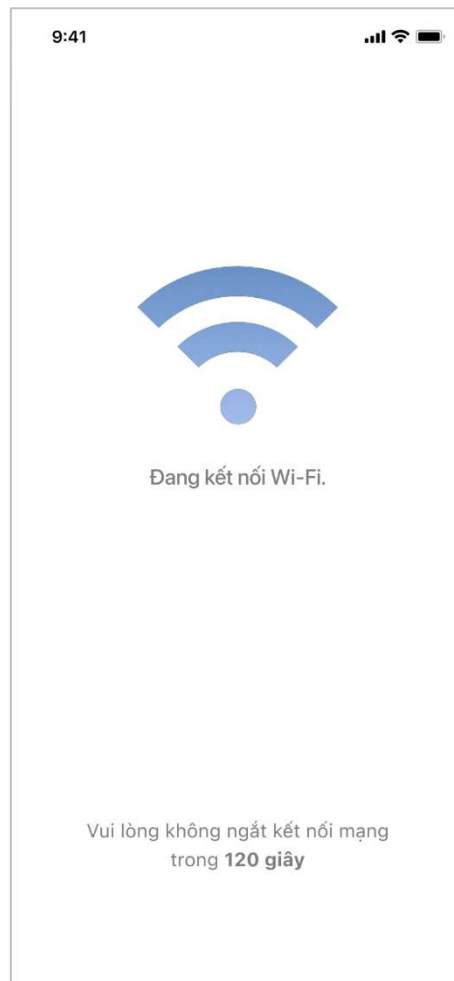 9:41
Đang kết nối Wi-Fi.
Vui lòng không ngắt kết nối mạng
trong 120 giây